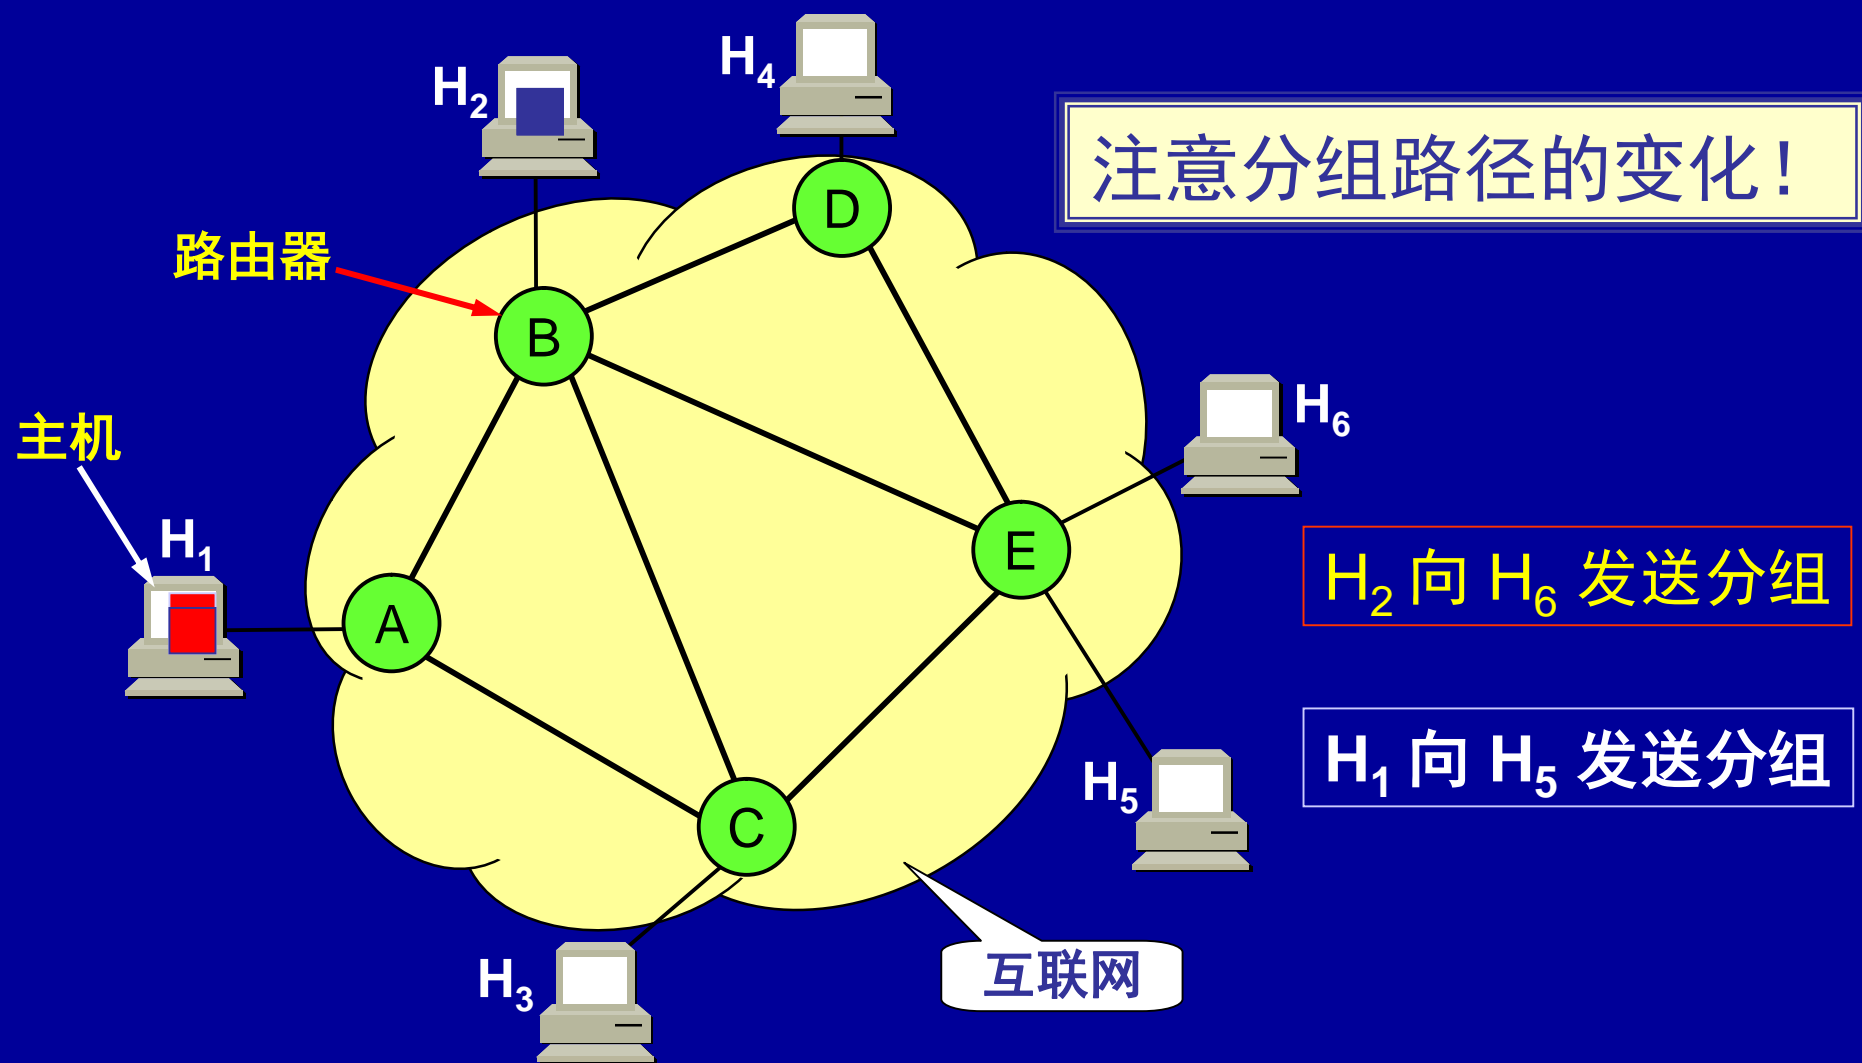 H4
H2
注意分组路径的变化！
D
路由器
B
H6
主机
H1
E
H2 向 H6 发送分组
A
H1 向 H5 发送分组
H5
C
互联网
H3